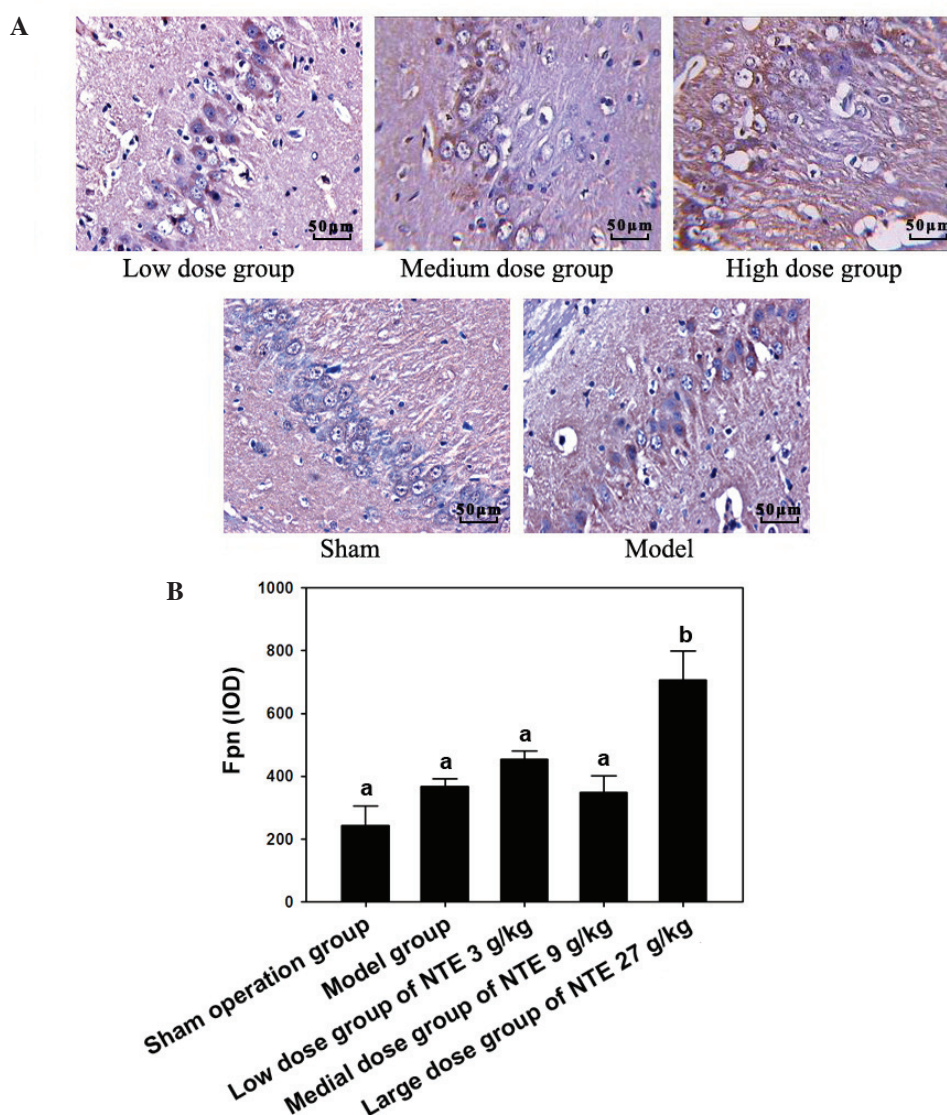 A
50μm
50μm
50μm
Low dose group
Medium dose group
High dose group
50μm
50μm
Sham
Model
B
1000
800
600
400
200
0
Fpn (IOD)
a
a
a
a
b
Sham operation group
Model group
Low dose group of NTE 3 g/kg
Medial dose group of NTE 9 g/kg
Large dose group of NTE 27 g/kg